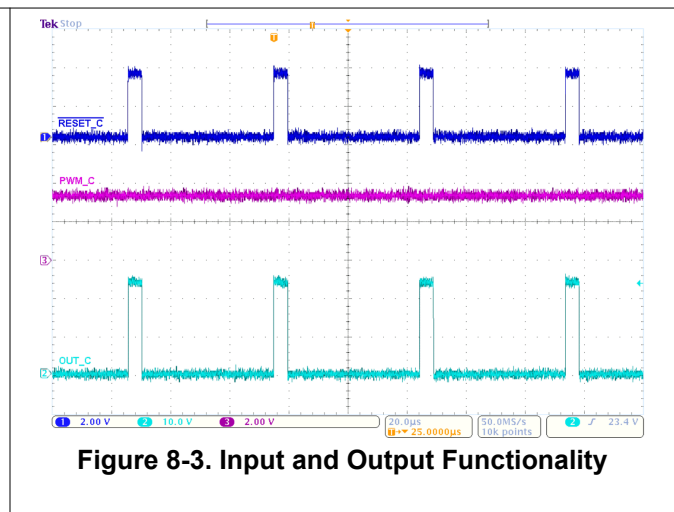 Tek Stop
T
T
RESET_C
1
PWM_C
3
OUT_C
2
1 2.00 V 2 10.0 V 3 2.00 V
20.0µs
T→▼ 25.0000µs
50.0MS/s
10k points
2 ∫ 23.4 V
Figure 8-3. Input and Output Functionality